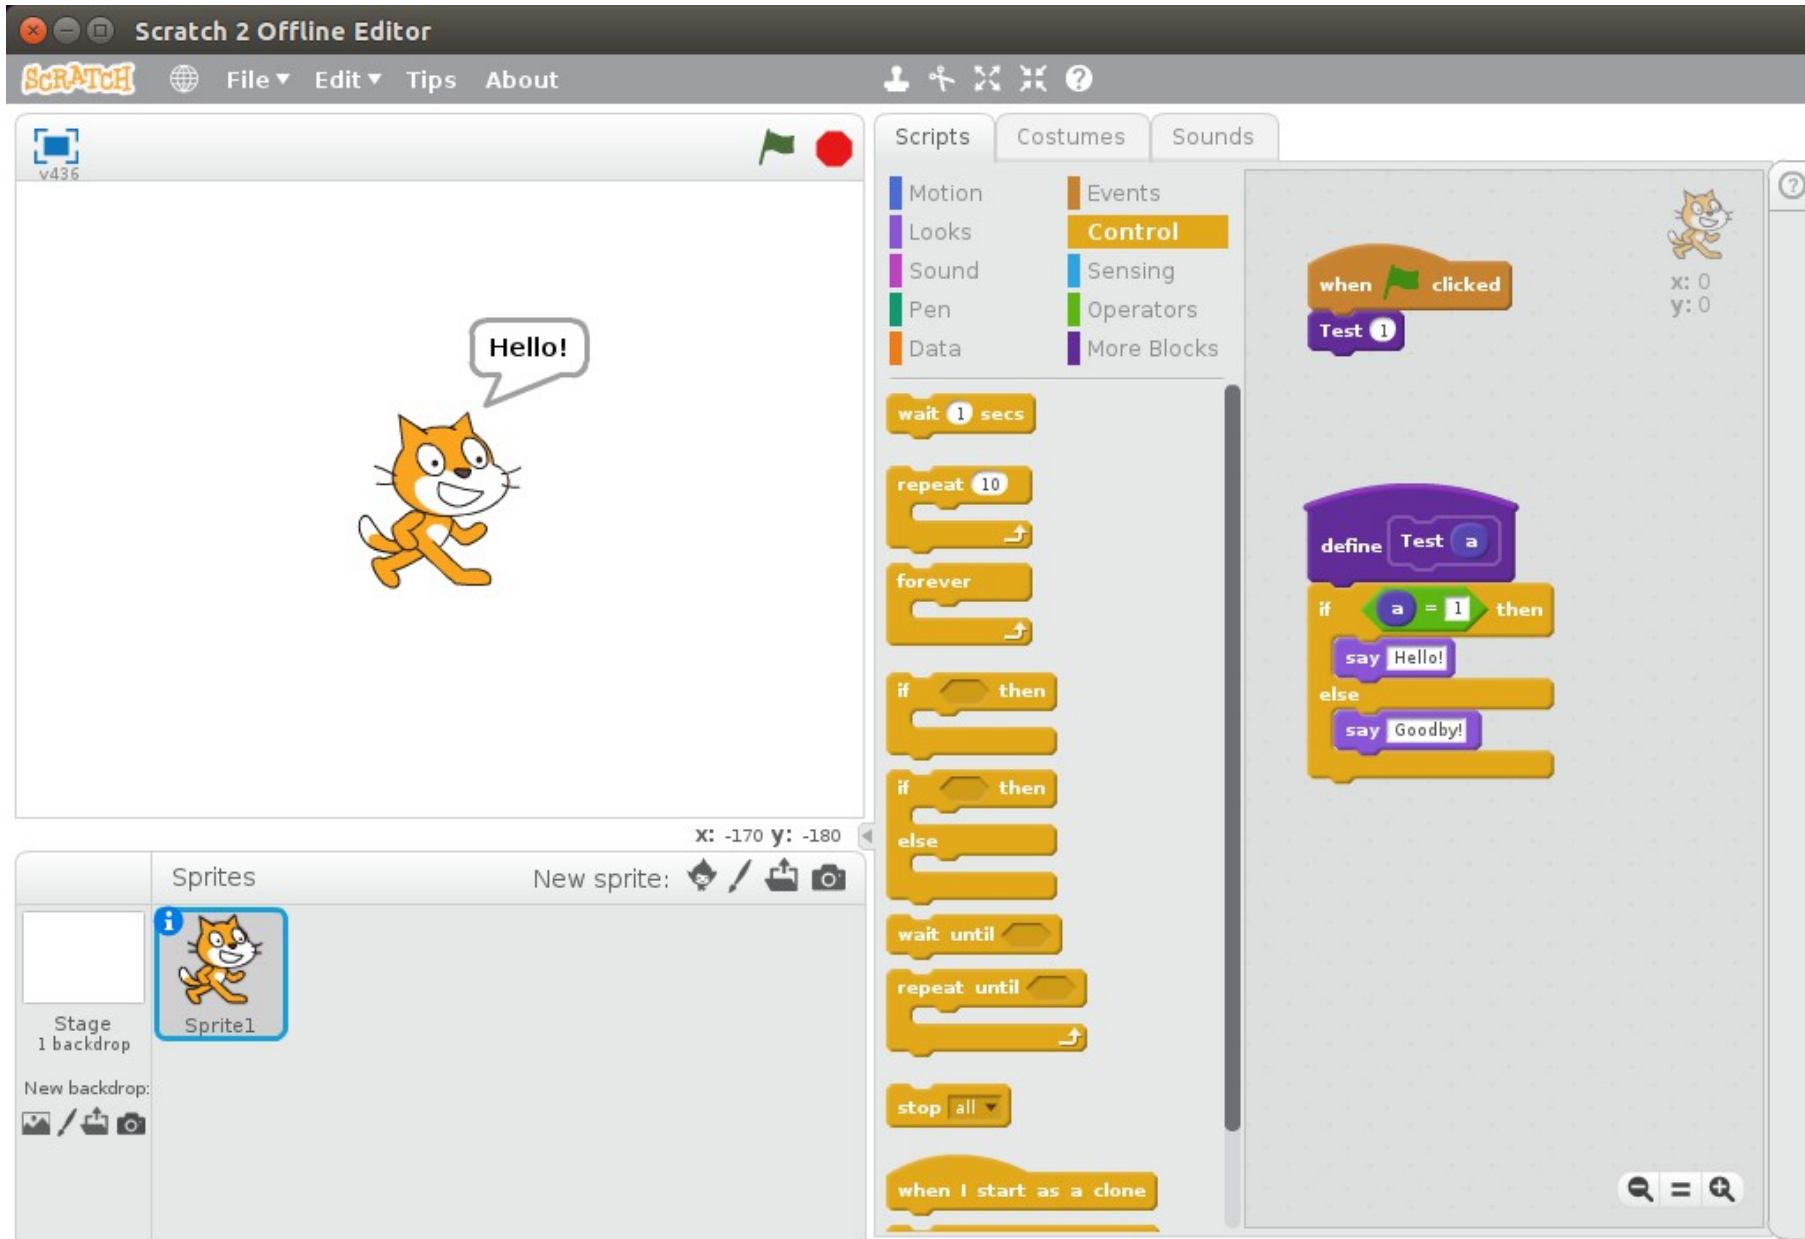 Scratch 2 Offline Editor
SCRATCH File Edit Tips About
v436
Hello!
x: -170 y: -180
Sprites New sprite:
Sprite1
Stage
1 backdrop
New backdrop:
Scripts Costumes Sounds
Motion Events
Looks Control
Sound Sensing
Pen Operators
Data More Blocks
wait 1 secs
repeat 10
forever
if then
if then
else
wait until
repeat until
stop all
when I start as a clone
when clicked
Test 1
x: 0
y: 0
define Test a
if a = 1 then
say Hello!
else
say Goodby!